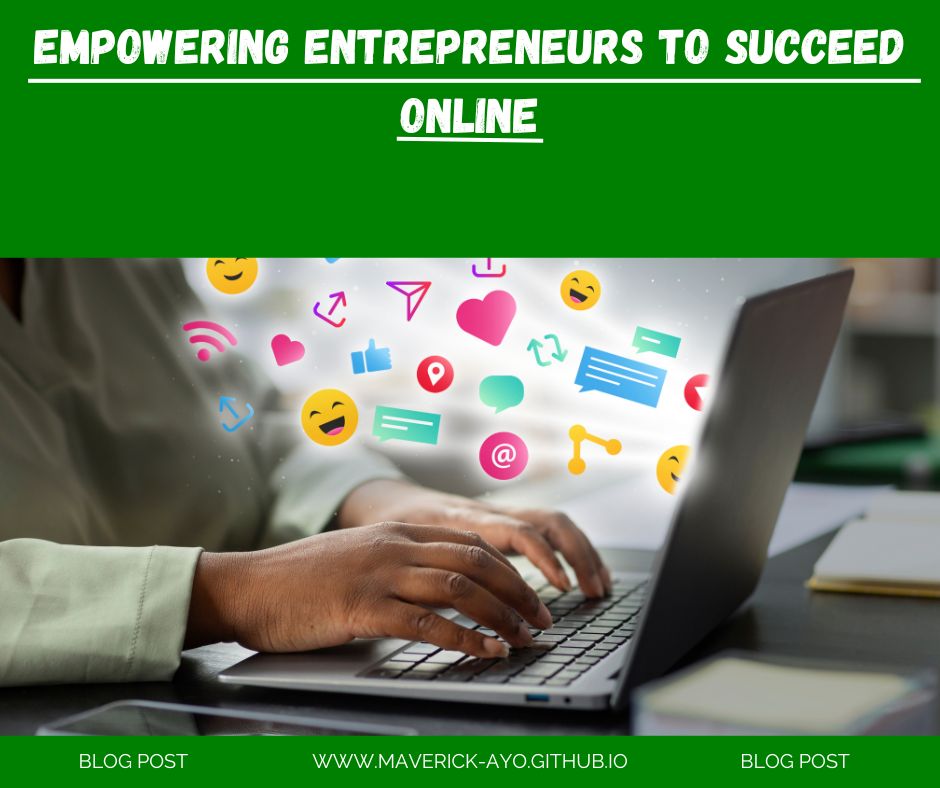 EMPOWERING ENTREPRENEURS TO SUCCEED
ONLINE
@
BLOG POST WWW.MAVERICK-AYO.GITHUB.IO BLOG POST